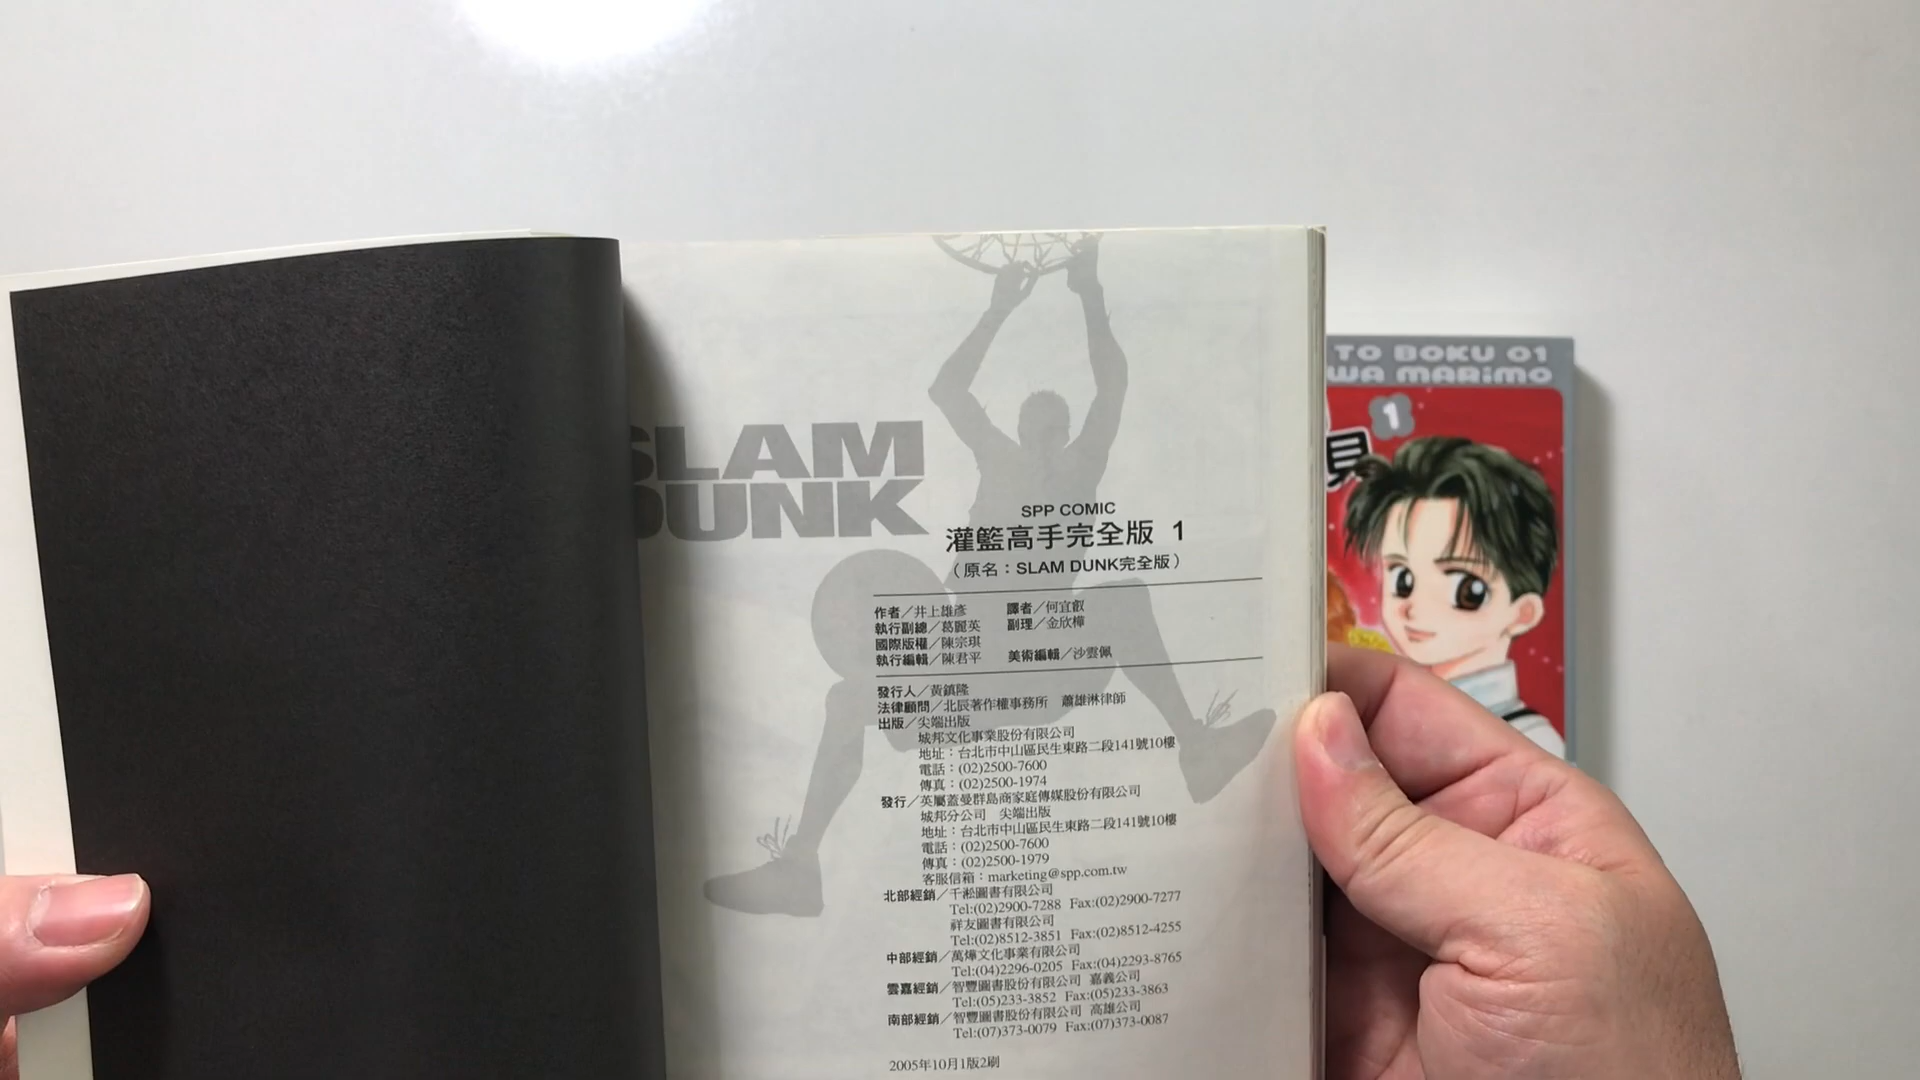 SLAM
DUNK
SPP COMIC
灌籃高手完全版 1
（原名：SLAM DUNK完全版）
作者／井上雄彥 譯者／何宜叡
執行副總／葛麗英 副理／金欣樺
國際版權／陳宗琪
執行編輯／陳君平 美術編輯／沙雲佩
發行人／黃鎮隆
法律顧問／北辰著作權事務所 蕭雄淋律師
出版／尖端出版
城邦文化事業股份有限公司
地址：台北市中山區民生東路二段141號10樓
電話：(02)2500-7600
傳真：(02)2500-1974
發行／英屬蓋曼群島商家庭傳媒股份有限公司
城邦分公司 尖端出版
地址：台北市中山區民生東路二段141號10樓
電話：(02)2500-7600
傳真：(02)2500-1979
客服信箱：marketing@spp.com.tw
北部經銷／千淞圖書有限公司
Tel:(02)2900-7288 Fax:(02)2900-7277
祥友圖書有限公司
Tel:(02)8512-3851 Fax:(02)8512-4255
中部經銷／萬燁文化事業有限公司
Tel:(04)2296-0205 Fax:(04)2293-8765
雲嘉經銷／智豐圖書股份有限公司 嘉義公司
Tel:(05)233-3852 Fax:(05)233-3863
南部經銷／智豐圖書股份有限公司 高雄公司
Tel:(07)373-0079 Fax:(07)373-0087
2005年10月1版2刷
TO BOKU 01
WA MARiMO
1